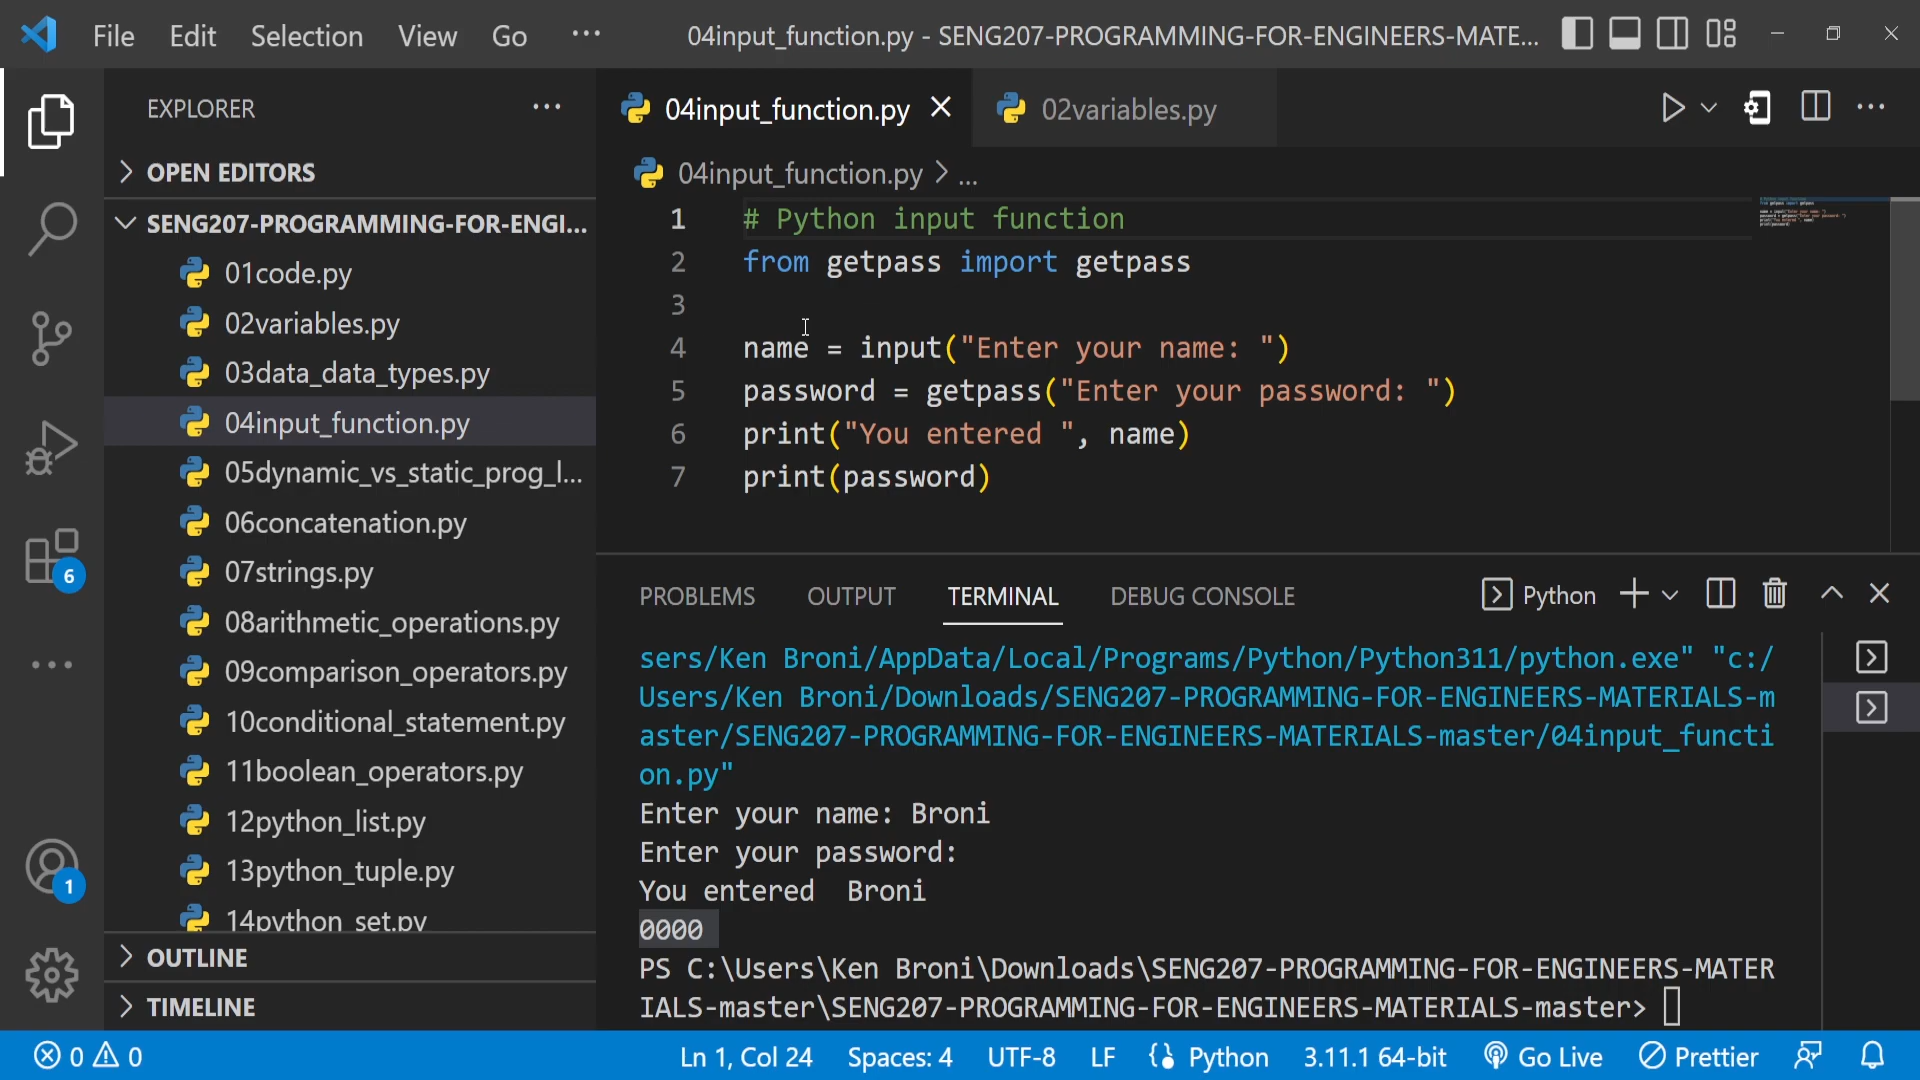 File Edit Selection View Go ··· 04input_function.py - SENG207-PROGRAMMING-FOR-ENGINEERS-MATE...
EXPLORER ···
OPEN EDITORS
SENG207-PROGRAMMING-FOR-ENGI...
01code.py
02variables.py
03data_data_types.py
04input_function.py
05dynamic_vs_static_prog_l...
06concatenation.py
07strings.py
08arithmetic_operations.py
09comparison_operators.py
10conditional_statement.py
11boolean_operators.py
12python_list.py
13python_tuple.py
14python_set.py
OUTLINE
TIMELINE
6
1
04input_function.py 02variables.py
04input_function.py > ...
1 # Python input function
2 from getpass import getpass
3
4 name = input("Enter your name: ")
5 password = getpass("Enter your password: ")
6 print("You entered ", name)
7 print(password)
PROBLEMS OUTPUT TERMINAL DEBUG CONSOLE Python
sers/Ken Broni/AppData/Local/Programs/Python/Python311/python.exe" "c:/
Users/Ken Broni/Downloads/SENG207-PROGRAMMING-FOR-ENGINEERS-MATERIALS-m
aster/SENG207-PROGRAMMING-FOR-ENGINEERS-MATERIALS-master/04input_functi
on.py"
Enter your name: Broni
Enter your password:
You entered  Broni
0000
PS C:\Users\Ken Broni\Downloads\SENG207-PROGRAMMING-FOR-ENGINEERS-MATER
IALS-master\SENG207-PROGRAMMING-FOR-ENGINEERS-MATERIALS-master>
0 0 Ln 1, Col 24 Spaces: 4 UTF-8 LF Python 3.11.1 64-bit Go Live Prettier